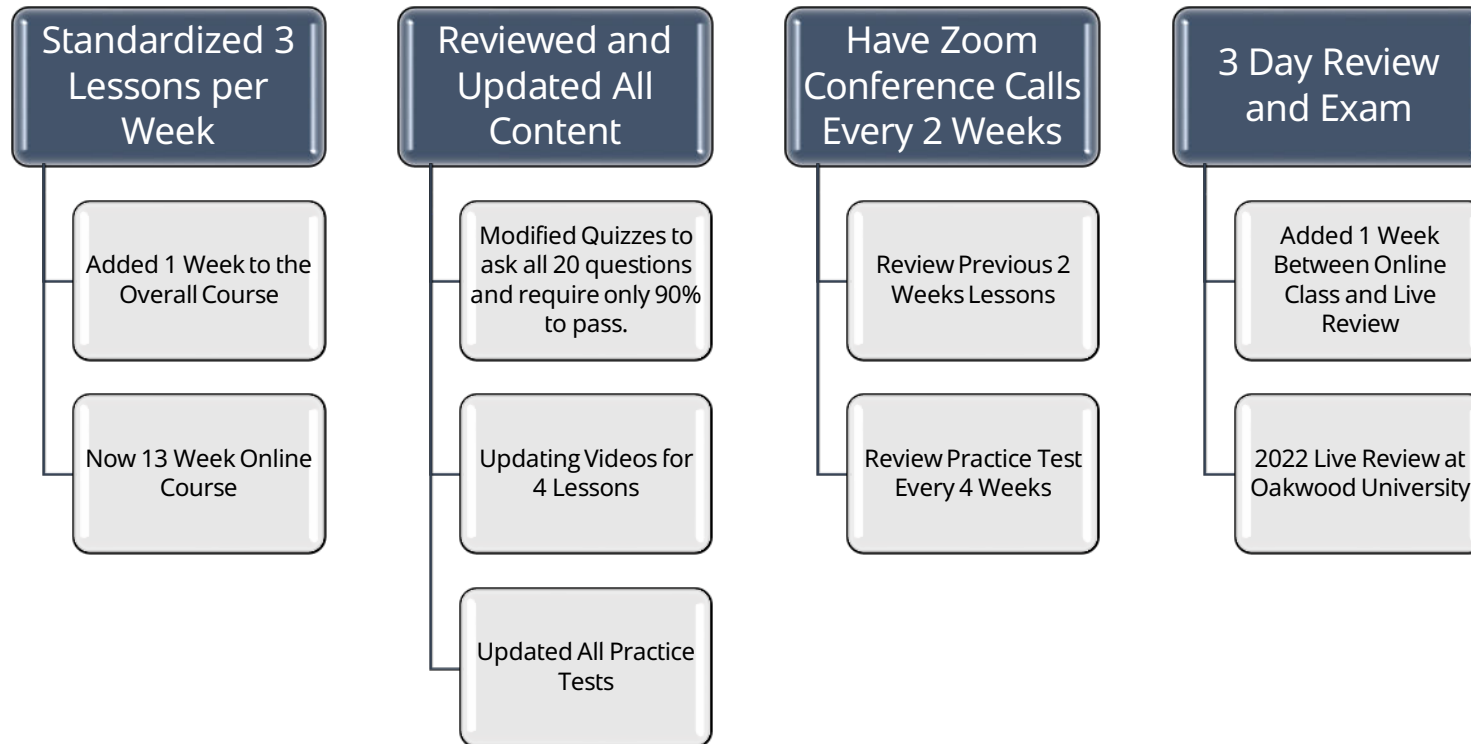 Standardized 3
Lessons per
Week
Added 1 Week to the
Overall Course
Now 13 Week Online
Course
Reviewed and
Updated All
Content
Modified Quizzes to
ask all 20 questions
and require only 90%
to pass.
Updating Videos for
4 Lessons
Updated All Practice
Tests
Have Zoom
Conference Calls
Every 2 Weeks
Review Previous 2
Weeks Lessons
Review Practice Test
Every 4 Weeks
3 Day Review
and Exam
Added 1 Week
Between Online
Class and Live
Review
2022 Live Review at
Oakwood University